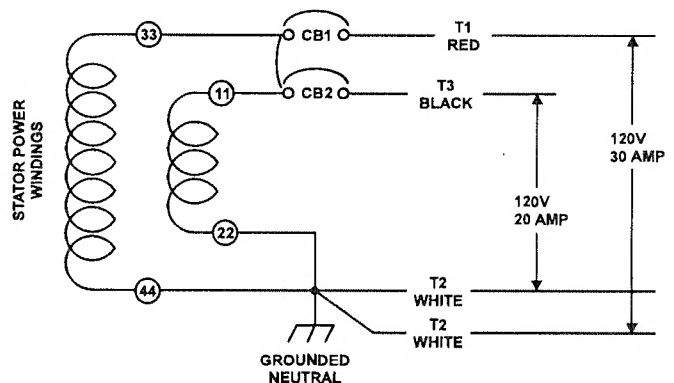 33
CB1
T1
RED
11
CB2
T3
BLACK
STATOR POWER
WINDINGS
120V
30 AMP
120V
20 AMP
22
44
T2
WHITE
T2
WHITE
GROUNDED
NEUTRAL